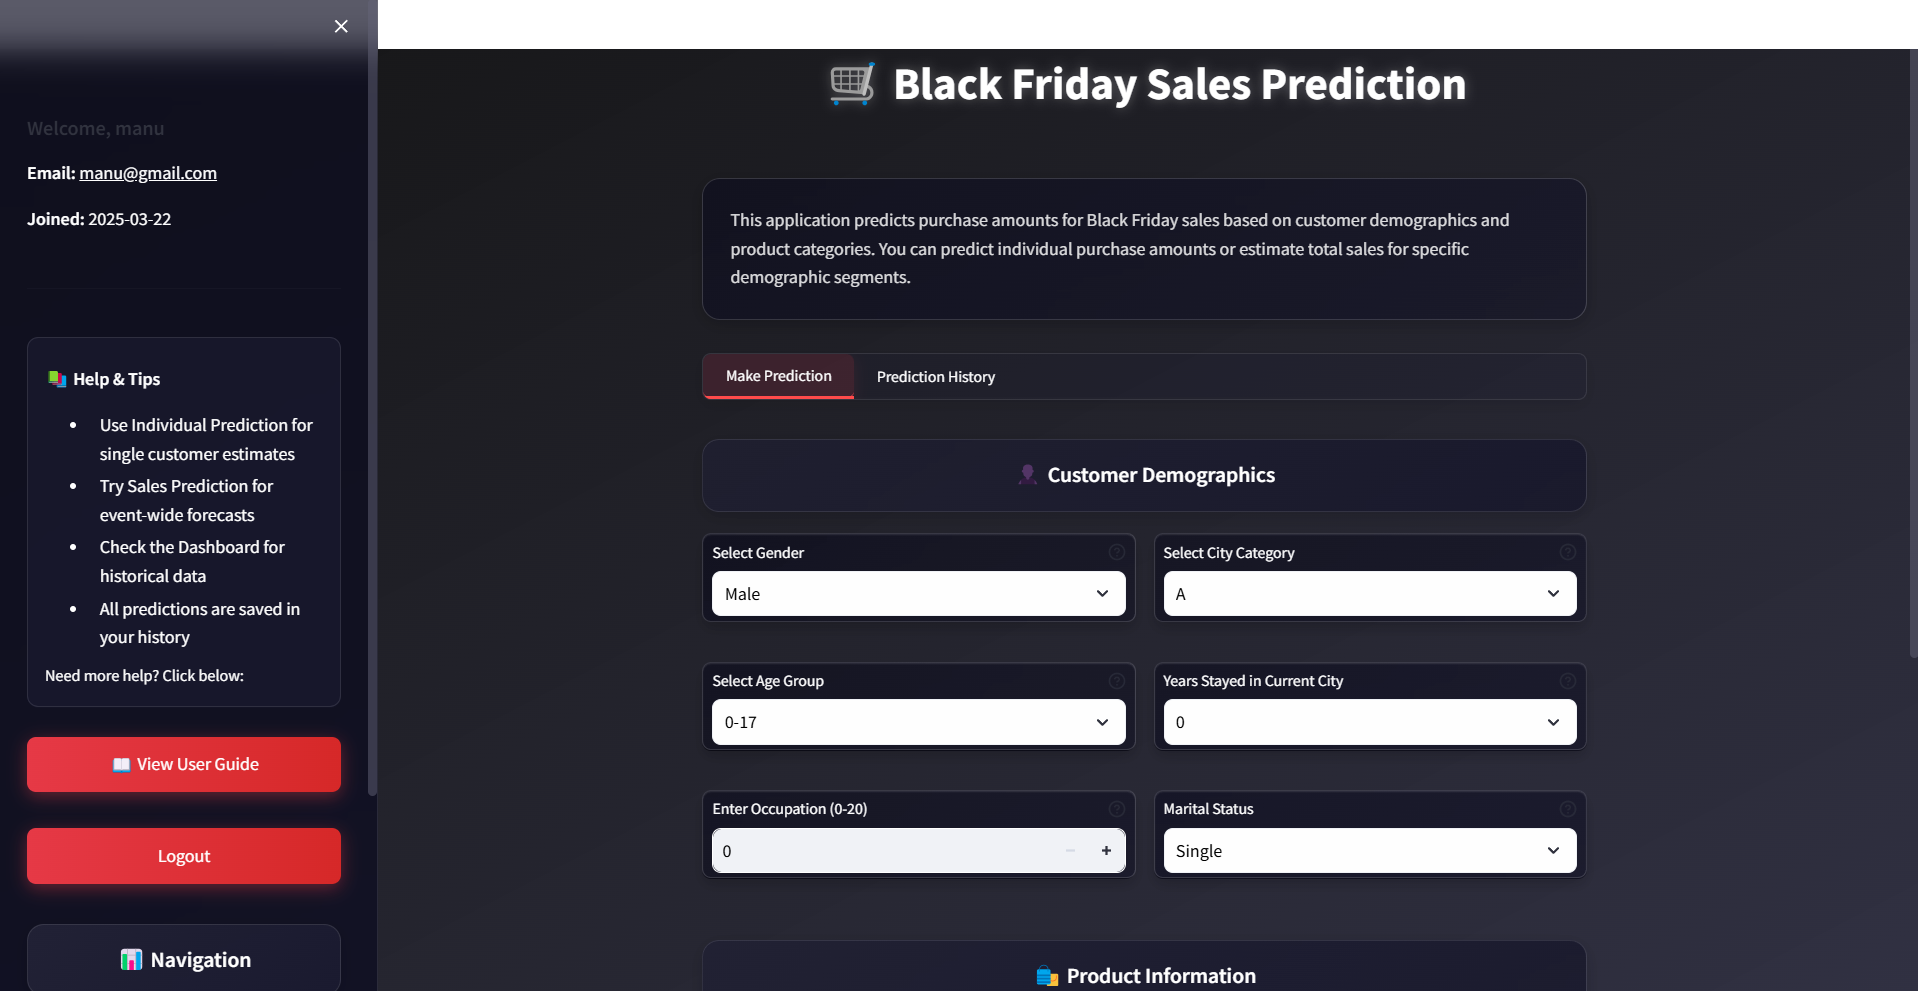 Welcome, manu
Email: manu@gmail.com
Joined: 2025-03-22
Help & Tips
• Use Individual Prediction for
single customer estimates
• Try Sales Prediction for
event-wide forecasts
• Check the Dashboard for
historical data
• All predictions are saved in
your history
Need more help? Click below:
View User Guide
Logout
Navigation
Black Friday Sales Prediction
This application predicts purchase amounts for Black Friday sales based on customer demographics and
product categories. You can predict individual purchase amounts or estimate total sales for specific
demographic segments.
Make Prediction
Prediction History
Customer Demographics
Select Gender
Male
Select City Category
A
Select Age Group
0-17
Years Stayed in Current City
0
Enter Occupation (0-20)
0
Marital Status
Single
Product Information